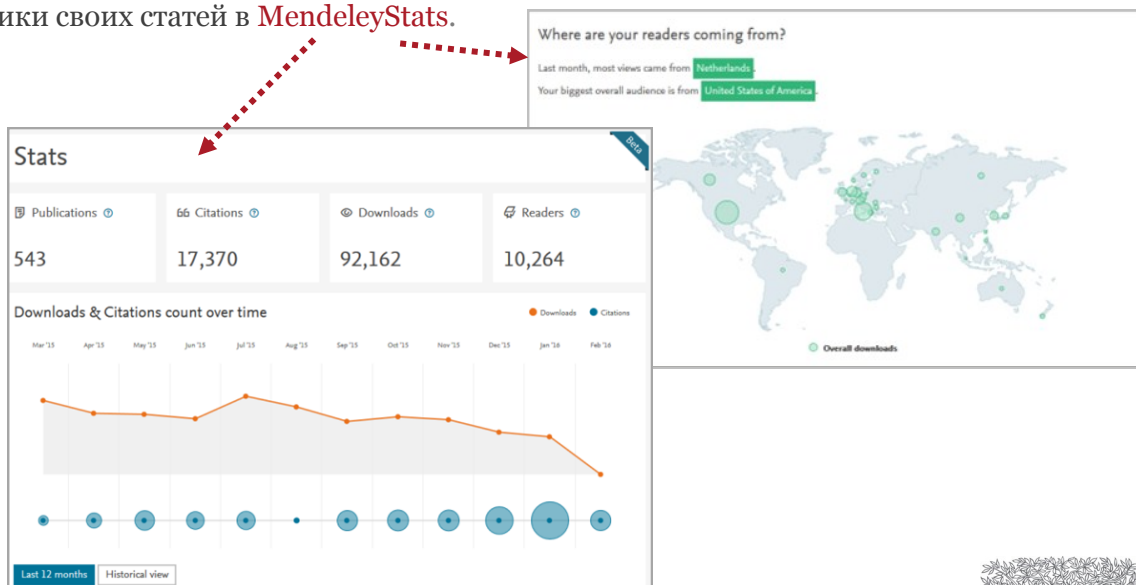 ики своих статей в MendeleyStats.
Where are your readers coming from?
Last month, most views came from Netherlands.
Your biggest overall audience is from United States of America.
Overall downloads
Stats
Beta
Publications
Citations
Downloads
Readers
543
17,370
92,162
10,264
Downloads & Citations count over time
Downloads Citations
Mar'15 Apr'15 May'15 Jun'15 Jul'15 Aug'15 Sep'15 Oct'15 Nov'15 Dec'15 Jan'16 Feb'16
Last 12 months Historical view